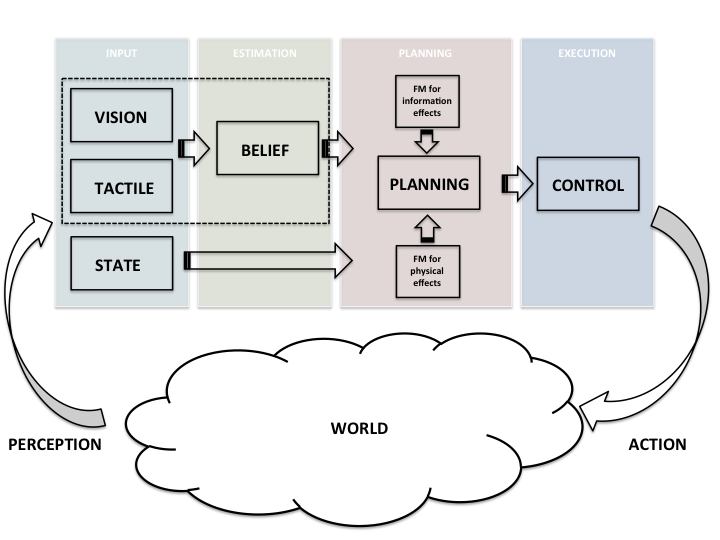 INPUT
ESTIMATION
PLANNING
EXECUTION
VISION
TACTILE
STATE
BELIEF
FM for
information
effects
PLANNING
FM for
physical
effects
CONTROL
WORLD
PERCEPTION
ACTION